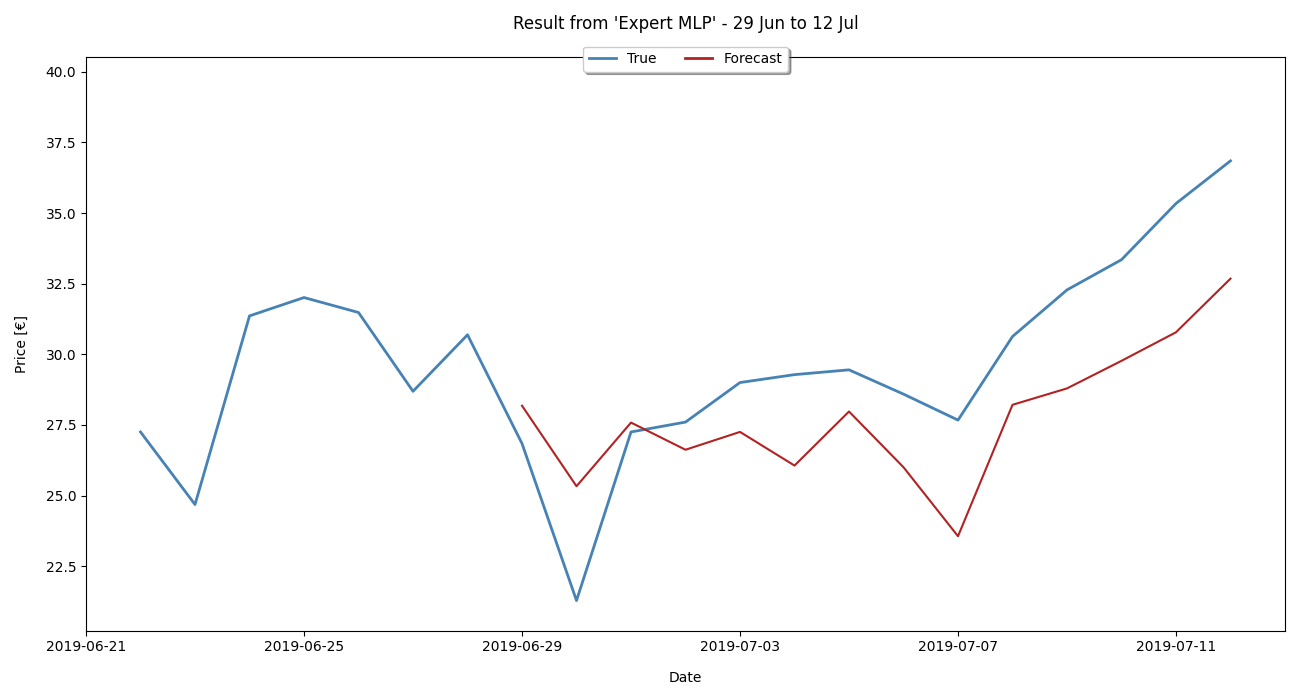 Result from 'Expert MLP' - 29 Jun to 12 Jul
True Forecast
40.0
37.5
35.0
32.5
30.0
27.5
25.0
22.5
Price [€]
2019-06-21 2019-06-25 2019-06-29 2019-07-03 2019-07-07 2019-07-11
Date